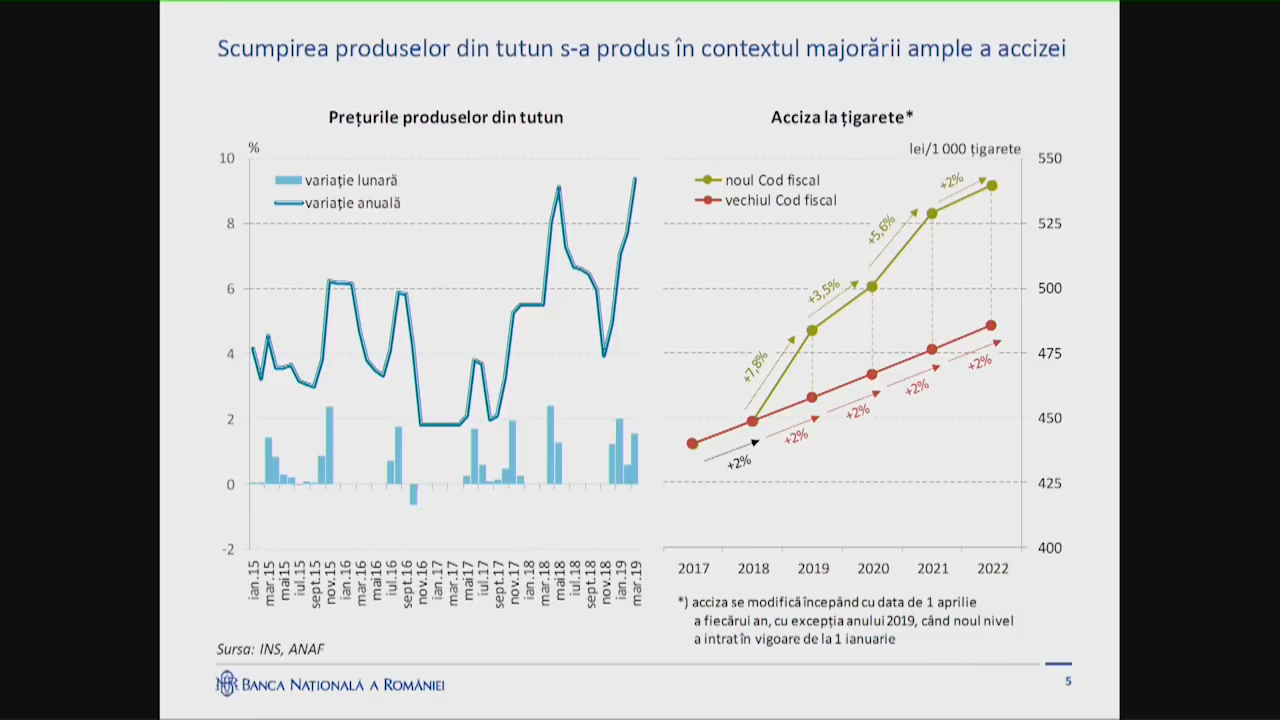 Scumpirea produselor din tutun s-a produs în contextul majorării ample a accizei
Prețurile produselor din tutun
%
10
8
6
4
2
0
-2
variație lunară
variație anuală
ian.15
mar.15
mai15
iul.15
sept.15
nov.15
ian.16
mar.16
mai16
iul.16
sept.16
nov.16
ian.17
mar.17
mai.17
iul.17
sept.17
nov.17
ian.18
mar.18
mai.18
iul.18
sept.18
nov.18
ian.19
mar.19
Acciza la țigarete*
lei/1 000 țigarete
noul Cod fiscal
vechiul Cod fiscal
550
525
500
475
450
425
400
+7,8%
+3,5%
+5,6%
+2%
+2%
+2%
+2%
+2%
+2%
2017
2018
2019
2020
2021
2022
*) acciza se modifică începând cu data de 1 aprilie
a fiecărui an, cu excepția anului 2019, când noul nivel
a intrat în vigoare de la 1 ianuarie
Sursa: INS, ANAF
BANCA NAȚIONALĂ A ROMÂNIEI
5